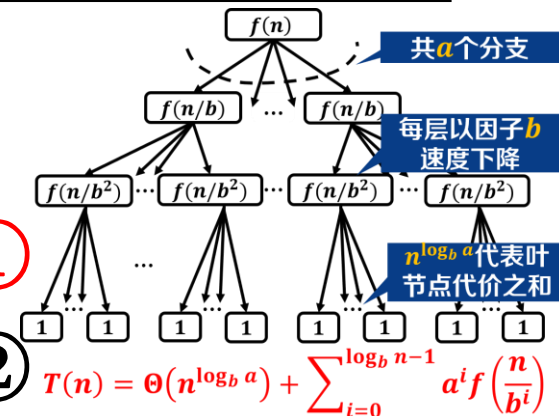 f(n)
共a个分支
f(n/b) ... f(n/b)
每层以因子b
速度下降
f(n/b²) ... f(n/b²) ... f(n/b²) ... f(n/b²)
n^{log_b a}代表叶
节点代价之和
...
... ... ... ...
1 1 1 1 1 1 1 1
2
T(n) = Θ(n^{log_b a}) + ∑_{i=0}^{log_b n-1} a^i f(n/b^i)